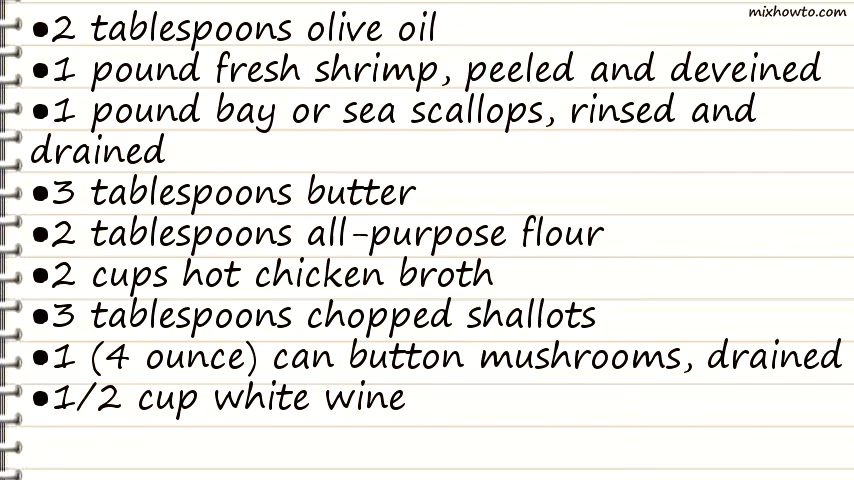 mixhowto.com
•2 tablespoons olive oil
•1 pound fresh shrimp, peeled and deveined
•1 pound bay or sea scallops, rinsed and
drained
•3 tablespoons butter
•2 tablespoons all-purpose flour
•2 cups hot chicken broth
•3 tablespoons chopped shallots
•1 (4 ounce) can button mushrooms, drained
•1/2 cup white wine